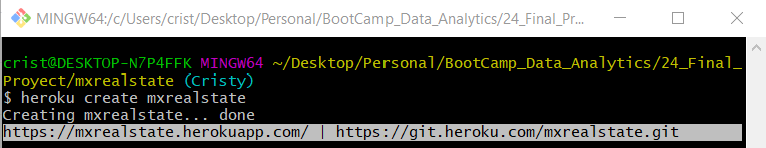 MINGW64:/c/Users/crist/Desktop/Personal/BootCamp_Data_Analytics/24_Final_Pr...
crist@DESKTOP-N7P4FFK MINGW64 ~/Desktop/Personal/BootCamp_Data_Analytics/24_Final_
Proyect/mxrealstate (Cristy)
$ heroku create mxrealstate
Creating mxrealstate... done
https://mxrealstate.herokuapp.com/ | https://git.heroku.com/mxrealstate.git